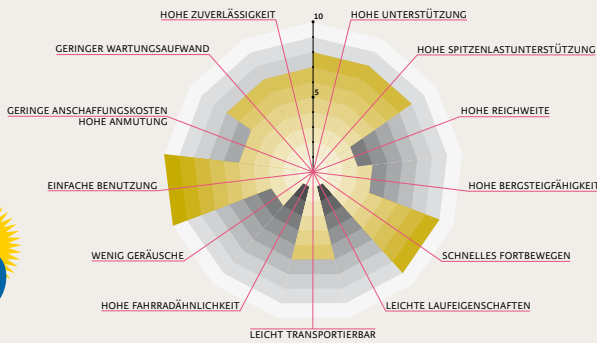 HOHE ZUVERLÄSSIGKEIT
10
HOHE UNTERSTÜTZUNG
GERINGER WARTUNGSAUFWAND
HOHE SPITZENLASTUNTERSTÜTZUNG
5
GERINGE ANSCHAFFUNGSKOSTEN
HOHE ANMUTUNG
HOHE REICHWEITE
EINFACHE BENUTZUNG
HOHE BERGSTEIGFÄHIGKEIT
WENIG GERÄUSCHE
SCHNELLES FORTBEWEGEN
HOHE FAHRRADÄHNLICHKEIT
LEICHTE LAUFEIGENSCHAFTEN
LEICHT TRANSPORTIERBAR